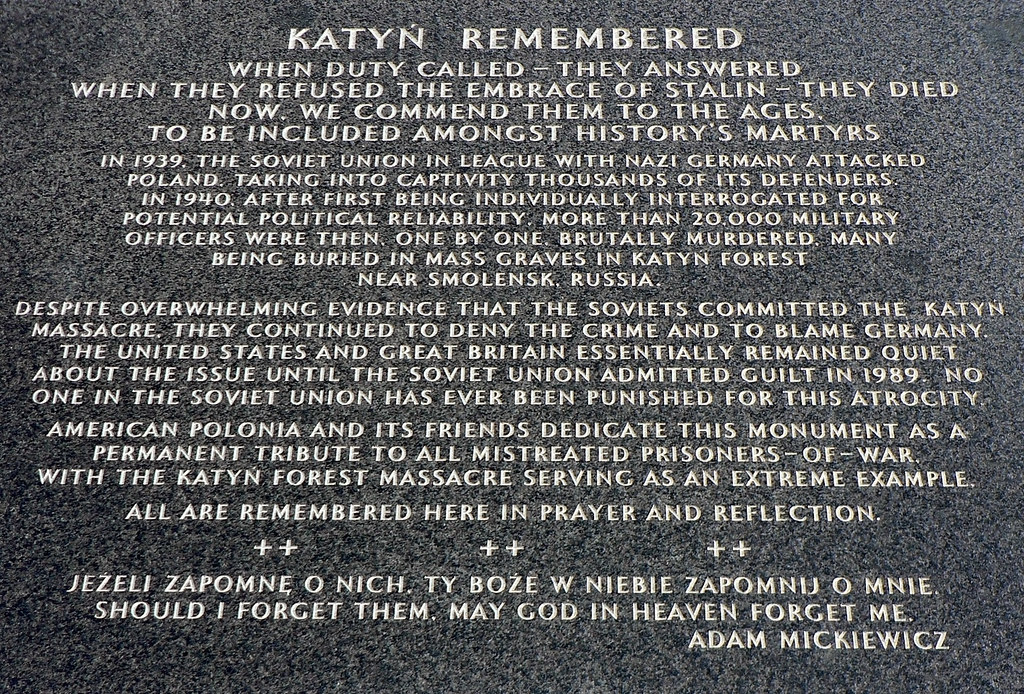 KATYŃ REMEMBERED
WHEN DUTY CALLED – THEY ANSWERED
WHEN THEY REFUSED THE EMBRACE OF STALIN – THEY DIED
NOW, WE COMMEND THEM TO THE AGES,
TO BE INCLUDED AMONGST HISTORY'S MARTYRS
IN 1939, THE SOVIET UNION IN LEAGUE WITH NAZI GERMANY ATTACKED
POLAND, TAKING INTO CAPTIVITY THOUSANDS OF ITS DEFENDERS.
IN 1940, AFTER FIRST BEING INDIVIDUALLY INTERROGATED FOR
POTENTIAL POLITICAL RELIABILITY, MORE THAN 20,000 MILITARY
OFFICERS WERE THEN, ONE BY ONE, BRUTALLY MURDERED, MANY
BEING BURIED IN MASS GRAVES IN KATYN FOREST
NEAR SMOLENSK, RUSSIA.
DESPITE OVERWHELMING EVIDENCE THAT THE SOVIETS COMMITTED THE KATYN
MASSACRE, THEY CONTINUED TO DENY THE CRIME AND TO BLAME GERMANY.
THE UNITED STATES AND GREAT BRITAIN ESSENTIALLY REMAINED QUIET
ABOUT THE ISSUE UNTIL THE SOVIET UNION ADMITTED GUILT IN 1989. NO
ONE IN THE SOVIET UNION HAS EVER BEEN PUNISHED FOR THIS ATROCITY.
AMERICAN POLONIA AND ITS FRIENDS DEDICATE THIS MONUMENT AS A
PERMANENT TRIBUTE TO ALL MISTREATED PRISONERS-OF-WAR,
WITH THE KATYŃ FOREST MASSACRE SERVING AS AN EXTREME EXAMPLE.
ALL ARE REMEMBERED HERE IN PRAYER AND REFLECTION.
++ ++ ++
JEŻELI ZAPOMNĘ O NICH, TY BOŻE W NIEBIE ZAPOMNIJ O MNIE.
SHOULD I FORGET THEM, MAY GOD IN HEAVEN FORGET ME.
ADAM MICKIEWICZ